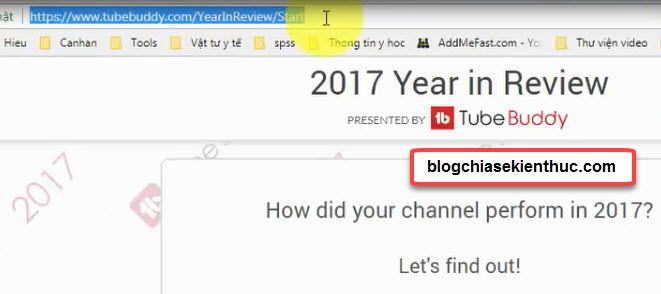 hật https://www.tubebuddy.com/YearInReview/Start
Hieu Canhan Tools Vật tư y tế spss Thong tin y hoc AddMeFast.com - Yo Thư viện video
2017 Year in Review
PRESENTED BY TubeBuddy
blogchiasekienthuc.com
2017
How did your channel perform in 2017?
Let's find out!